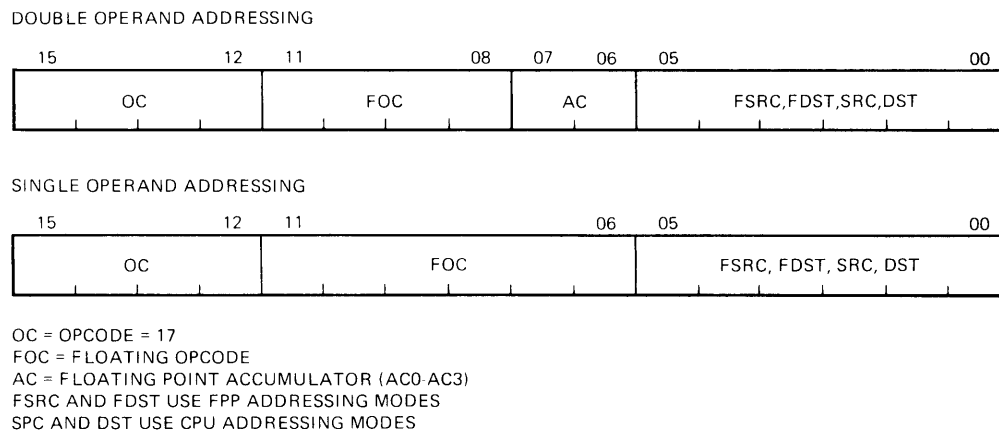 DOUBLE OPERAND ADDRESSING
15 12 11 08 07 06 05 00
OC FOC AC FSRC,FDST,SRC,DST
SINGLE OPERAND ADDRESSING
15 12 11 06 05 00
OC FOC FSRC, FDST, SRC, DST
OC = OPCODE = 17
FOC = FLOATING OPCODE
AC = FLOATING POINT ACCUMULATOR (AC0-AC3)
FSRC AND FDST USE FPP ADDRESSING MODES
SPC AND DST USE CPU ADDRESSING MODES